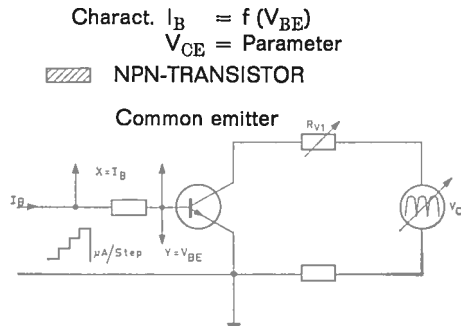 Charact. I_B = f (V_BE)
V_CE = Parameter
NPN-TRANSISTOR
Common emitter
R_V1
X=I_B
I_B
V_C
µA/Step
Y=V_BE